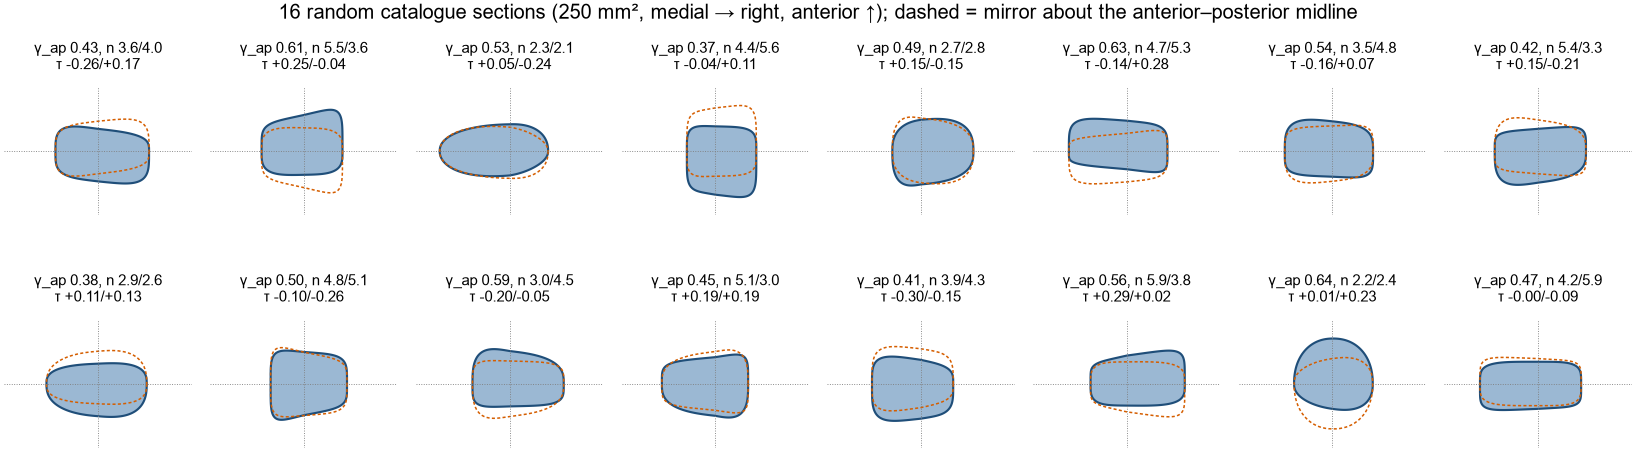 16 random catalogue sections (250 mm², medial → right, anterior ↑); dashed = mirror about the anterior–posterior midline
γ_ap 0.43, n 3.6/4.0
τ -0.26/+0.17
γ_ap 0.61, n 5.5/3.6
τ +0.25/-0.04
γ_ap 0.53, n 2.3/2.1
τ +0.05/-0.24
γ_ap 0.37, n 4.4/5.6
τ -0.04/+0.11
γ_ap 0.49, n 2.7/2.8
τ +0.15/-0.15
γ_ap 0.63, n 4.7/5.3
τ -0.14/+0.28
γ_ap 0.54, n 3.5/4.8
τ -0.16/+0.07
γ_ap 0.42, n 5.4/3.3
τ +0.15/-0.21
γ_ap 0.38, n 2.9/2.6
τ +0.11/+0.13
γ_ap 0.50, n 4.8/5.1
τ -0.10/-0.26
γ_ap 0.59, n 3.0/4.5
τ -0.20/-0.05
γ_ap 0.45, n 5.1/3.0
τ +0.19/+0.19
γ_ap 0.41, n 3.9/4.3
τ -0.30/-0.15
γ_ap 0.56, n 5.9/3.8
τ +0.29/+0.02
γ_ap 0.64, n 2.2/2.4
τ +0.01/+0.23
γ_ap 0.47, n 4.2/5.9
τ -0.00/-0.09